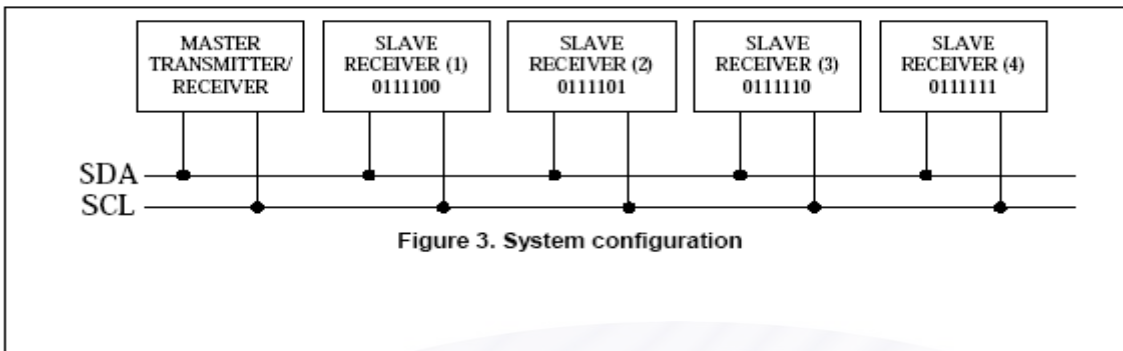 MASTER
TRANSMITTER/
RECEIVER
SLAVE
RECEIVER (1)
0111100
SLAVE
RECEIVER (2)
0111101
SLAVE
RECEIVER (3)
0111110
SLAVE
RECEIVER (4)
0111111
SDA
SCL
Figure 3. System configuration